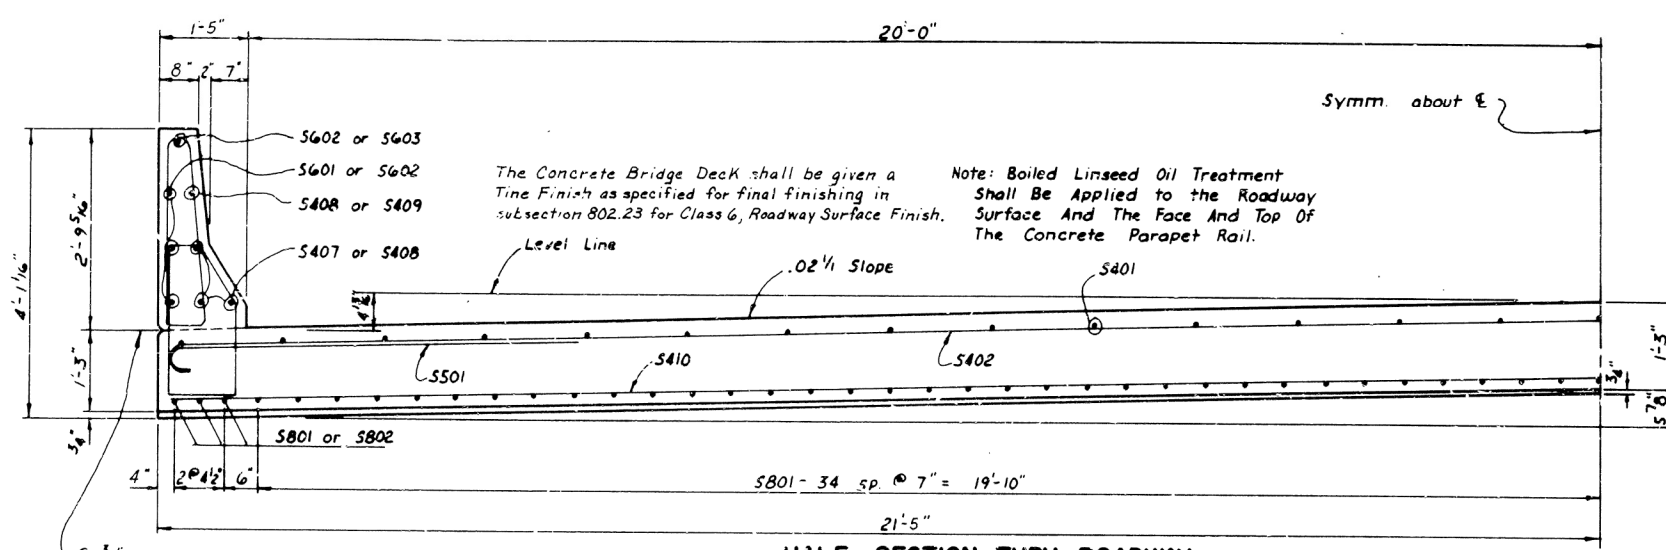 1'-5"
20'-0"
8" 2" 7"
Symm. about ℄
S602 or S603
S601 or S602
S408 or S409
S407 or S408
The Concrete Bridge Deck shall be given a
Tine Finish as specified for final finishing in
subsection 802.23 for Class 6, Roadway Surface Finish.
Note: Boiled Linseed Oil Treatment
Shall Be Applied to the Roadway
Surface And The Face And Top Of
The Concrete Parapet Rail.
Level Line
.02'/1 Slope
S401
2'-9 5/16"
4'-1 1/16"
1'-3"
3/4"
S501
S410
S402
1'-3"
3/4"
5 7/8"
S801 or S802
4" 2@4½" 6"
S801 - 34 sp. @ 7" = 19'-10"
21'-5"